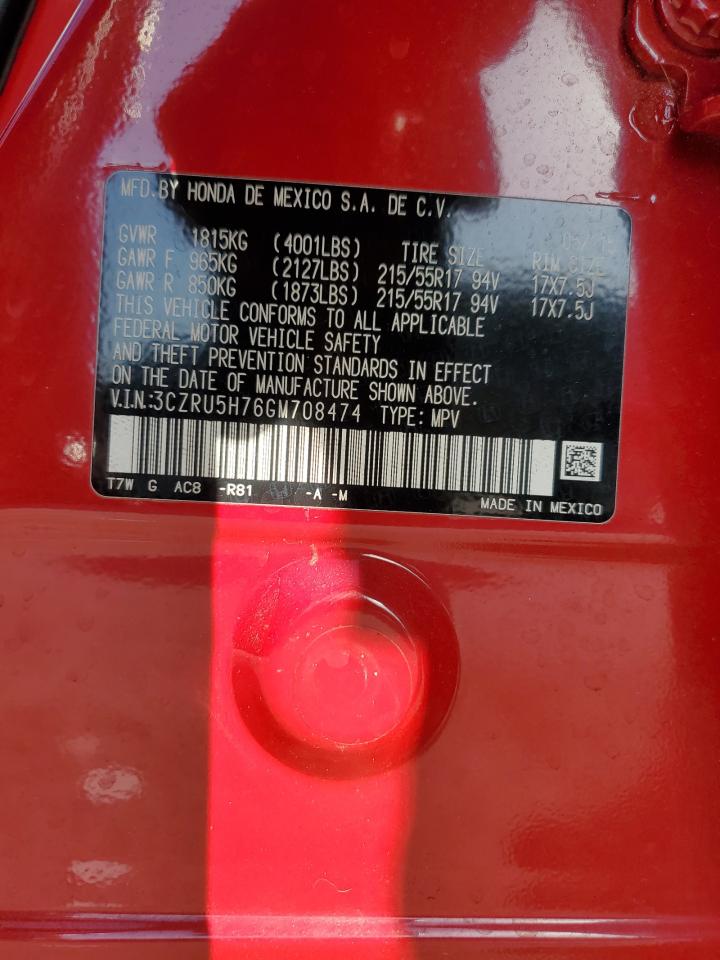 MFD.BY HONDA DE MEXICO S.A. DE C.V.
GVWR 1815KG (4001LBS) TIRE SIZE RIM SIZE
GAWR F 965KG (2127LBS) 215/55R17 94V 17X7.5J
GAWR R 850KG (1873LBS) 215/55R17 94V 17X7.5J
THIS VEHICLE CONFORMS TO ALL APPLICABLE
FEDERAL MOTOR VEHICLE SAFETY
AND THEFT PREVENTION STANDARDS IN EFFECT
ON THE DATE OF MANUFACTURE SHOWN ABOVE.
V.I.N.:3CZRU5H76GM708474 TYPE: MPV
T7W G AC8 -R81 -A -M MADE IN MEXICO